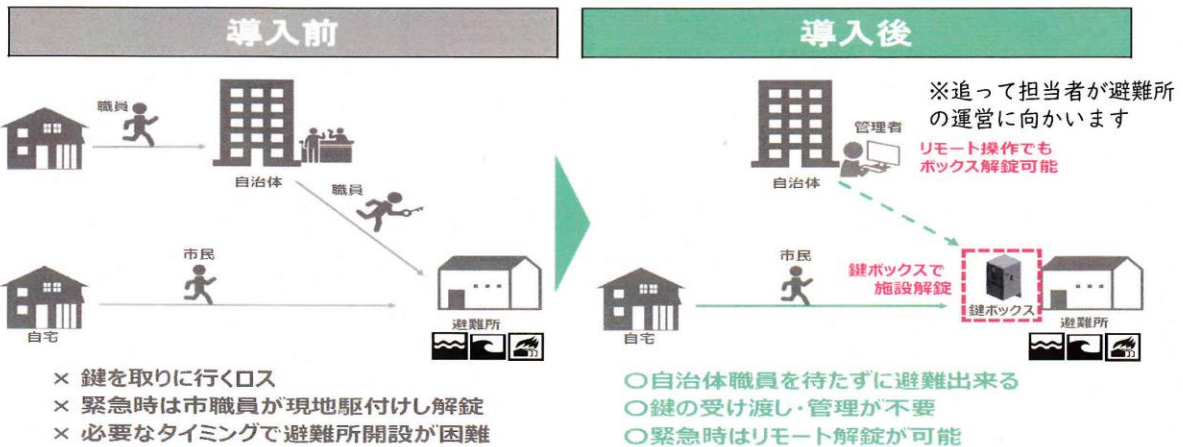 導入前
職員
自治体
職員
市民
自宅
避難所
× 鍵を取りに行くロス
× 緊急時は市職員が現地駆付けし解錠
× 必要なタイミングで避難所開設が困難
導入後
※追って担当者が避難所
の運営に向かいます
管理者
リモート操作でも
ボックス解錠可能
自治体
市民
鍵ボックスで
施設解錠
鍵ボックス
自宅
避難所
〇自治体職員を待たずに避難出来る
〇鍵の受け渡し・管理が不要
〇緊急時はリモート解錠が可能